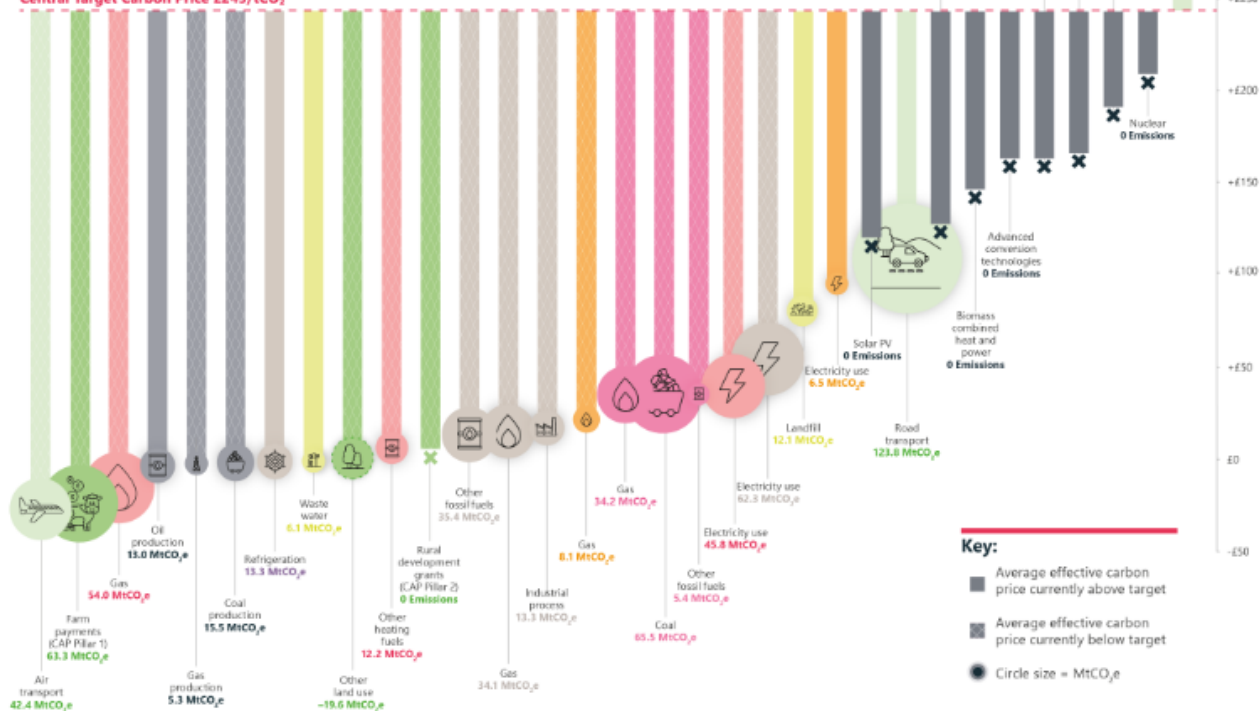 Central Target Carbon Price £245/tCO₂
+£250
+£200
+£150
+£100
+£50
£0
-£50
Nuclear
0 Emissions
Advanced
conversion
technologies
0 Emissions
Biomass
combined
heat and
power
0 Emissions
Solar PV
0 Emissions
Road
transport
123.8 MtCO₂e
Electricity use
6.5 MtCO₂e
Landfill
12.1 MtCO₂e
Electricity use
62.3 MtCO₂e
Electricity use
45.8 MtCO₂e
Other
fossil fuels
5.4 MtCO₂e
Coal
65.5 MtCO₂e
Gas
34.2 MtCO₂e
Gas
8.1 MtCO₂e
Industrial
process
13.3 MtCO₂e
Gas
34.1 MtCO₂e
Other
fossil fuels
35.4 MtCO₂e
Rural
development
grants
(CAP Pillar 2)
0 Emissions
Other
heating
fuels
12.2 MtCO₂e
Other
land use
-19.6 MtCO₂e
Waste
water
6.1 MtCO₂e
Refrigeration
13.3 MtCO₂e
Coal
production
15.5 MtCO₂e
Gas
production
5.3 MtCO₂e
Oil
production
13.0 MtCO₂e
Gas
54.0 MtCO₂e
Farm
payments
(CAP Pillar 1)
63.3 MtCO₂e
Air
transport
42.4 MtCO₂e
Key:
Average effective carbon
price currently above target
Average effective carbon
price currently below target
Circle size = MtCO₂e